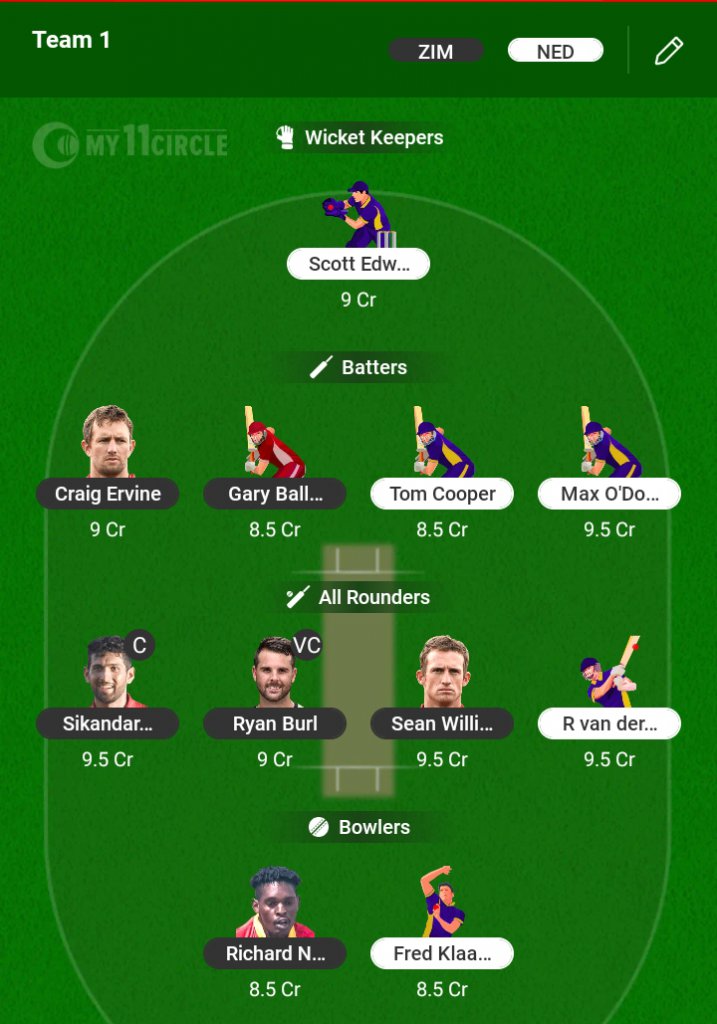 Team 1
ZIM NED
MY11CIRCLE
Wicket Keepers
Scott Edw...
9 Cr
Batters
Craig Ervine Gary Ball... Tom Cooper Max O'Do...
9 Cr 8.5 Cr 8.5 Cr 9.5 Cr
All Rounders
C VC
Sikandar... Ryan Burl Sean Willi... R van der...
9.5 Cr 9 Cr 9.5 Cr 9.5 Cr
Bowlers
Richard N... Fred Klaa...
8.5 Cr 8.5 Cr